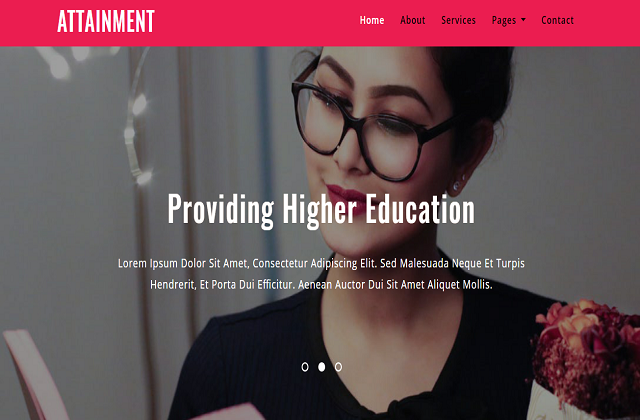 ATTAINMENT
Home About Services Pages Contact
Providing Higher Education
Lorem Ipsum Dolor Sit Amet, Consectetur Adipiscing Elit. Sed Malesuada Neque Et Turpis
Hendrerit, Et Porta Dui Efficitur. Aenean Auctor Dui Sit Amet Aliquet Mollis.